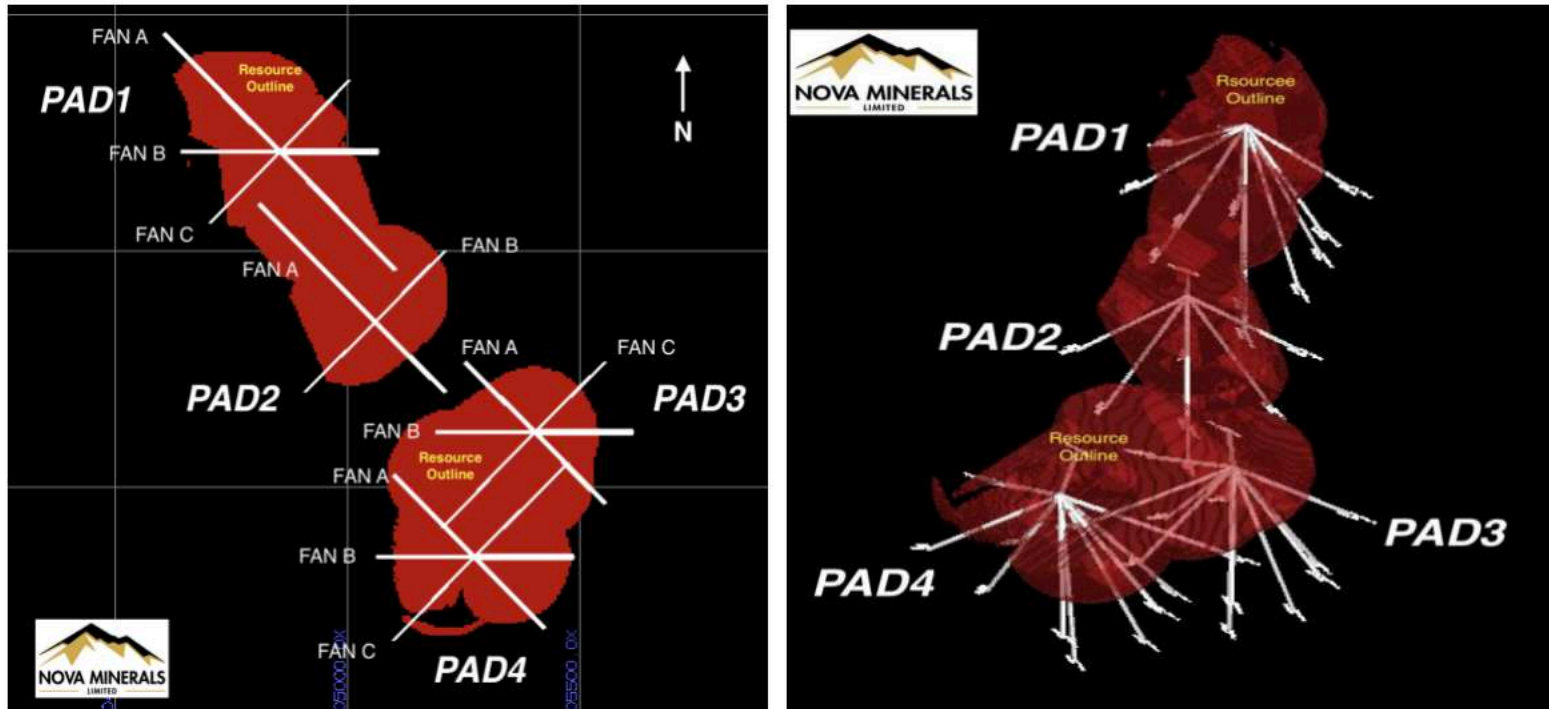 FAN A
Resource
Outline
PAD1
N
FAN B
FAN C
FAN B
FAN A
FAN A
FAN C
PAD2
PAD3
FAN B
Resource
Outline
FAN A
FAN B
FAN C
PAD4
NOVA MINERALS
LIMITED
NOVA MINERALS
LIMITED
Rsourcee
Outline
PAD1
PAD2
Resource
Outline
PAD3
PAD4